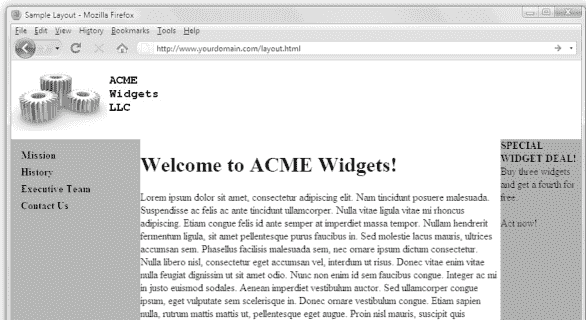 Sample Layout - Mozilla Firefox
File Edit View History Bookmarks Tools Help
http://www.yourdomain.com/layout.html
ACME
Widgets
LLC
Mission
History
Executive Team
Contact Us
Welcome to ACME Widgets!
Lorem ipsum dolor sit amet, consectetur adipiscing elit. Nam tincidunt posuere malesuada.
Suspendisse ac felis ac ante tincidunt ullamcorper. Nulla vitae ligula vitae mi rhoncus
adipiscing. Etiam congue felis id ante semper at imperdiet massa tempor. Nullam hendrerit
fermentum ligula, sit amet pellentesque purus faucibus in. Sed molestie lacus mauris, ultrices
accumsan sem. Phasellus facilisis malesuada sem, nec ornare ipsum dictum consectetur.
Nulla libero nisl, consectetur eget accumsan vel, interdum ut risus. Donec vitae enim vitae
nulla feugiat dignissim ut sit amet odio. Nunc non enim id sem faucibus congue. Integer ac mi
in justo euismod sodales. Aenean imperdiet vestibulum auctor. Sed ullamcorper congue
ipsum, eget vulputate sem scelerisque in. Donec ornare vestibulum congue. Etiam sapien
nulla, rutrum mattis mattis ut, pellentesque eget augue. Proin nisl mauris, suscipit quis
SPECIAL
WIDGET DEAL!
Buy three widgets
and get a fourth for
free.
Act now!